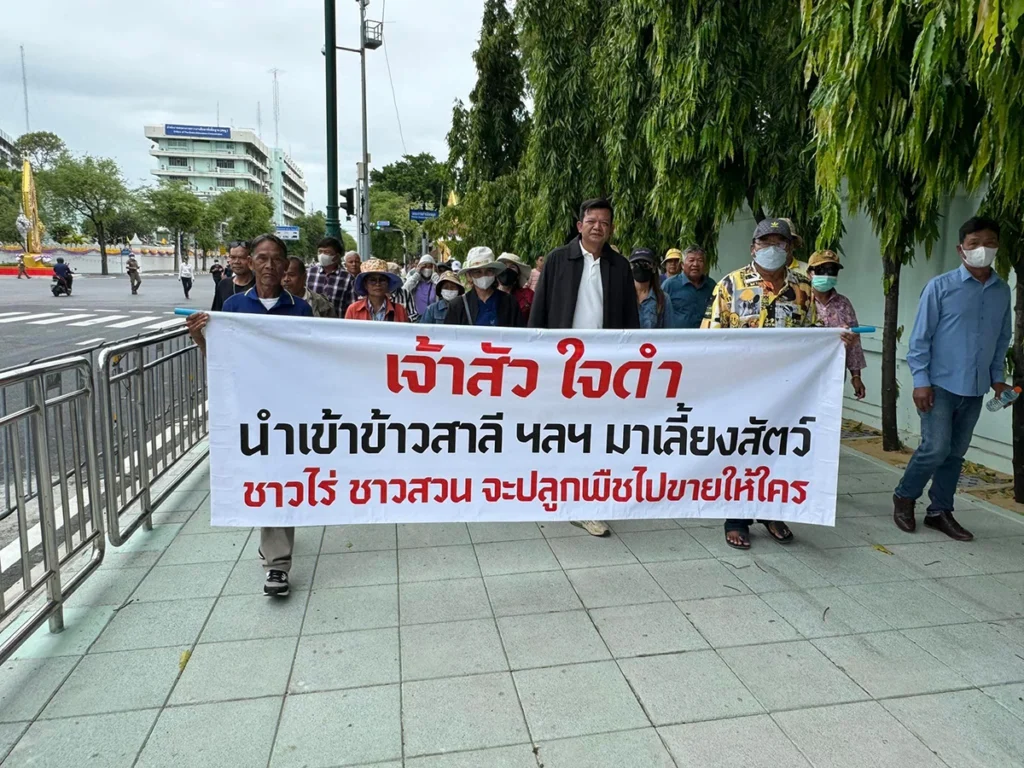 เจ้าสัว ใจดำ
นำเข้าข้าวสาลี ฯลฯ มาเลี้ยงสัตว์
ชาวไร่ ชาวสวน จะปลูกพืชไปขายให้ใคร